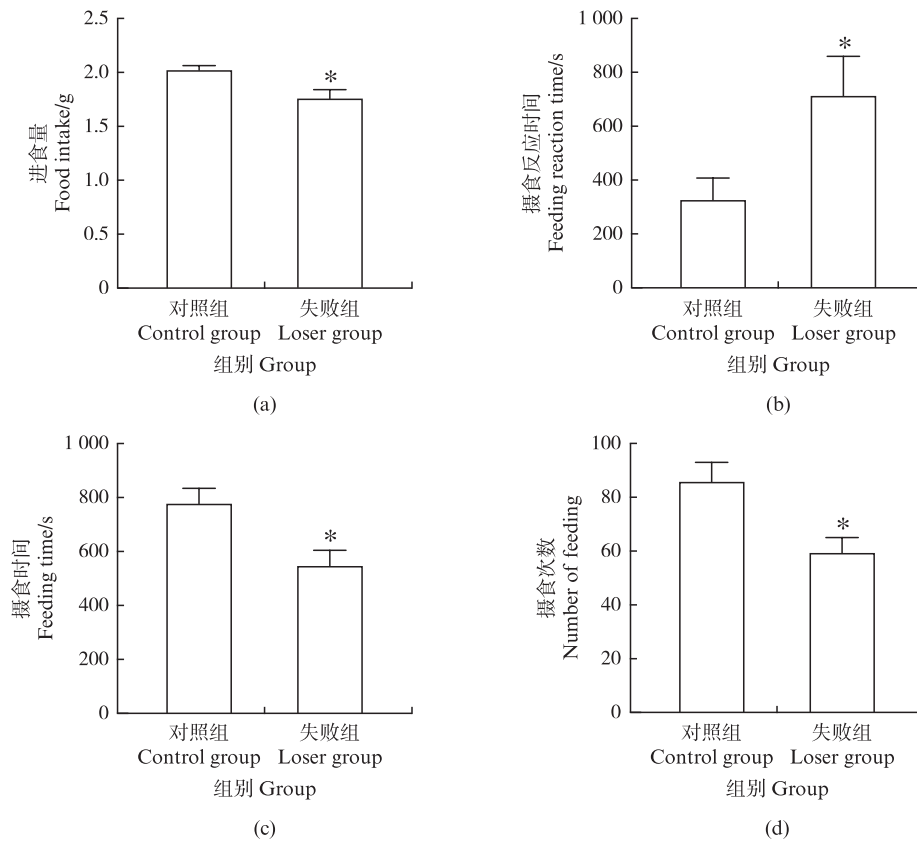 2.5
2.0
1.5
1.0
0.5
0
进食量
Food intake/g
*
对照组
Control group
失败组
Loser group
组别 Group
(a)
1 000
800
600
400
200
0
摄食反应时间
Feeding reaction time/s
*
对照组
Control group
失败组
Loser group
组别 Group
(b)
1 000
800
600
400
200
0
摄食时间
Feeding time/s
*
对照组
Control group
失败组
Loser group
组别 Group
(c)
100
80
60
40
20
0
摄食次数
Number of feeding
*
对照组
Control group
失败组
Loser group
组别 Group
(d)